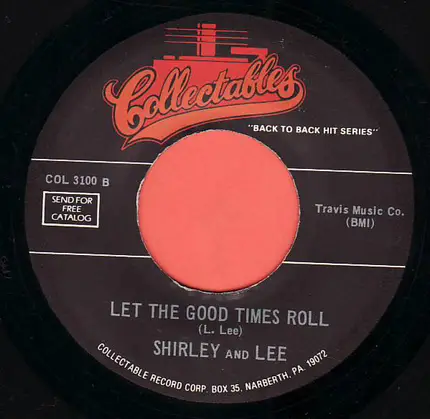 Collectables
"BACK TO BACK HIT SERIES"
COL 3100 B
SEND FOR
FREE
CATALOG
Travis Music Co.
(BMI)
LET THE GOOD TIMES ROLL
(L. Lee)
SHIRLEY AND LEE
COLLECTABLE RECORD CORP. BOX 35, NARBERTH, PA. 19072